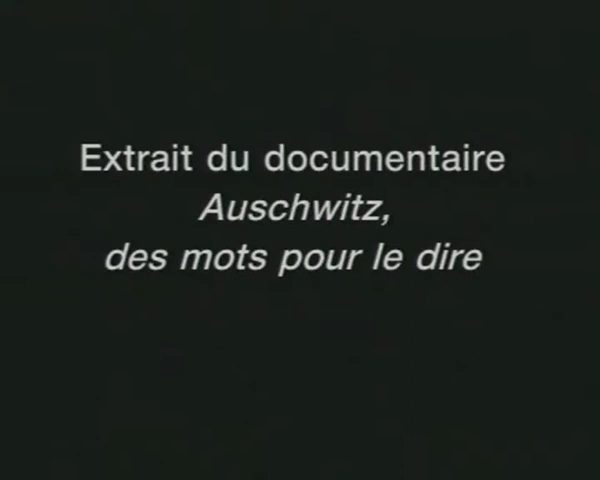 Extrait du documentaire
Auschwitz,
des mots pour le dire